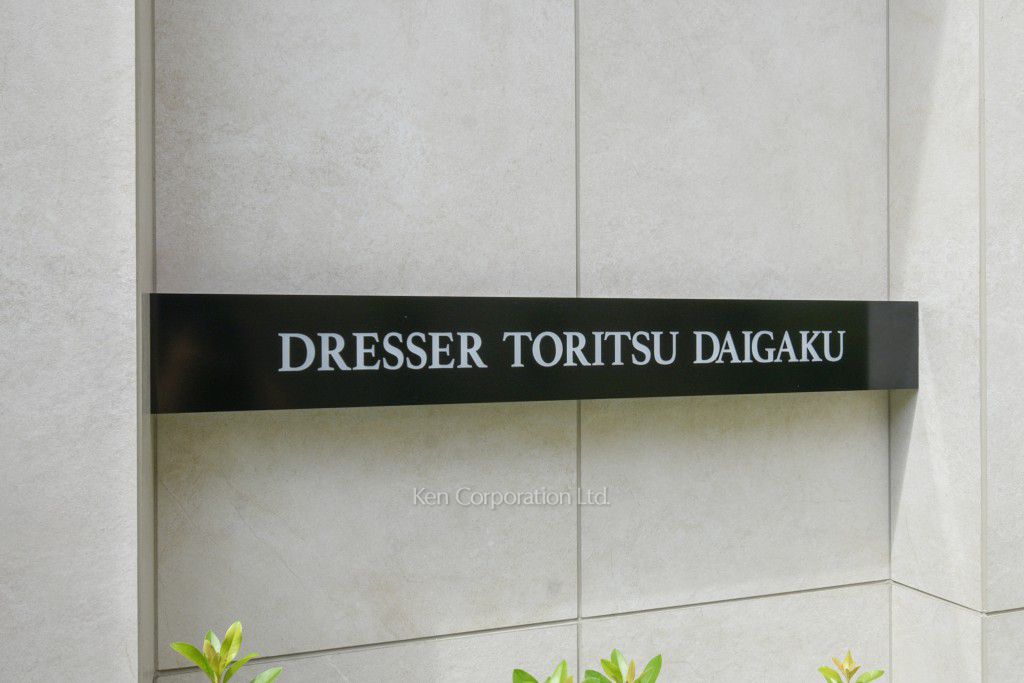 DRESSER TORITSU DAIGAKU
Ken Corporation Ltd.